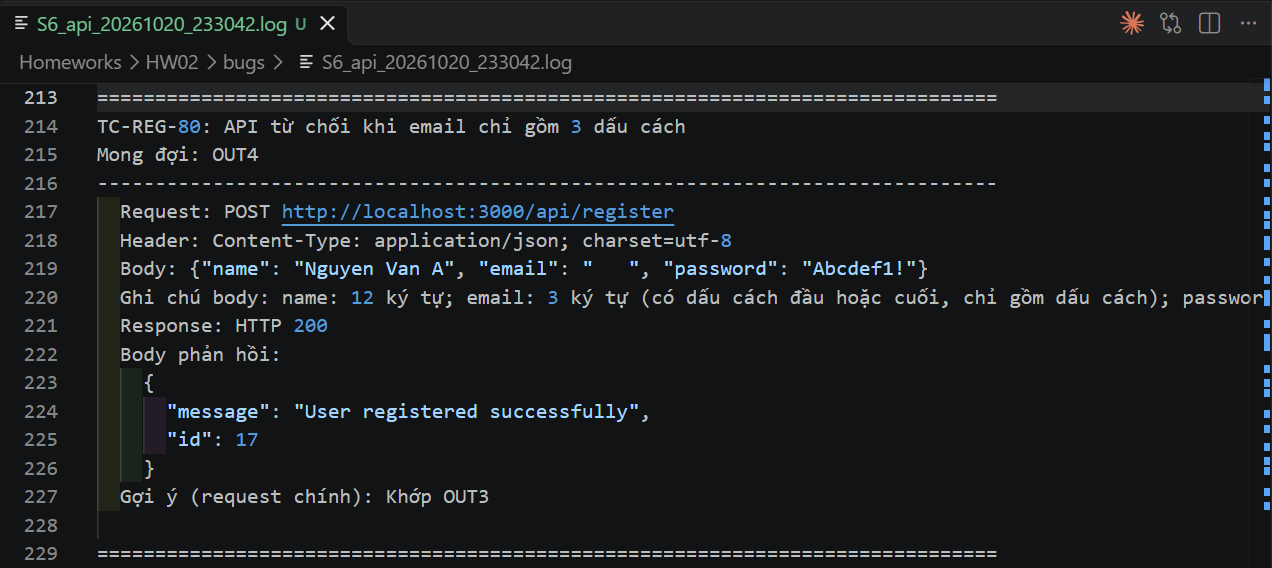 S6_api_20261020_233042.log U
Homeworks > HW02 > bugs > S6_api_20261020_233042.log
213 ==============================================================================
214 TC-REG-80: API từ chối khi email chỉ gồm 3 dấu cách
215 Mong đợi: OUT4
216 ------------------------------------------------------------------------------
217 Request: POST http://localhost:3000/api/register
218 Header: Content-Type: application/json; charset=utf-8
219 Body: {"name": "Nguyen Van A", "email": "   ", "password": "Abcdef1!"}
220 Ghi chú body: name: 12 ký tự; email: 3 ký tự (có dấu cách đầu hoặc cuối, chỉ gồm dấu cách); passwor
221 Response: HTTP 200
222 Body phản hồi:
223 {
224 "message": "User registered successfully",
225 "id": 17
226 }
227 Gợi ý (request chính): Khớp OUT3
228
229 ==============================================================================